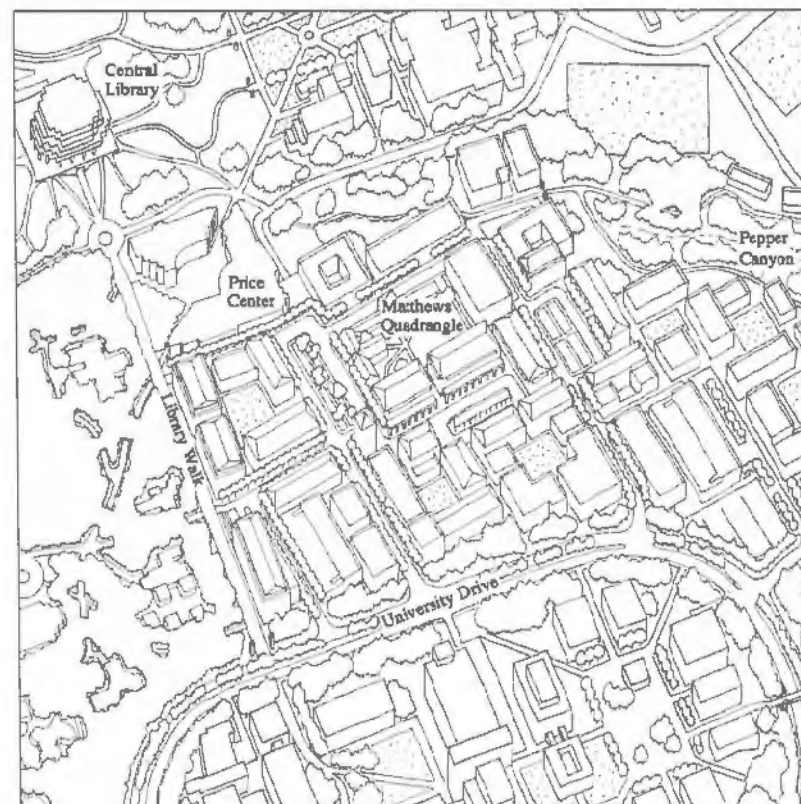 Central
Library
Price
Center
Matthews
Quadrangle
Pepper
Canyon
Library Walk
University Drive